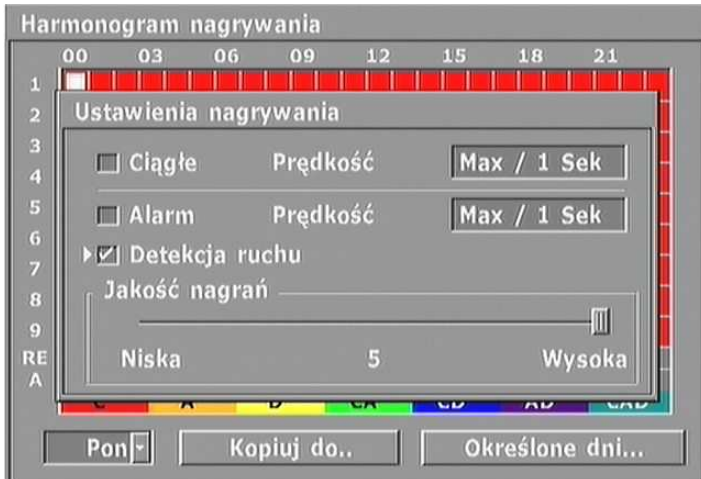 Harmonogram nagrywania
00 03 06 09 12 15 18 21
1
2
Ustawienia nagrywania
3
Ciągłe Prędkość Max / 1 Sek
4
5
Alarm Prędkość Max / 1 Sek
6
Detekcja ruchu
7
Jakość nagrań
8
9
RE Niska 5 Wysoka
A
C A D CA CD AD CAD
Pon Kopiuj do.. Określone dni...